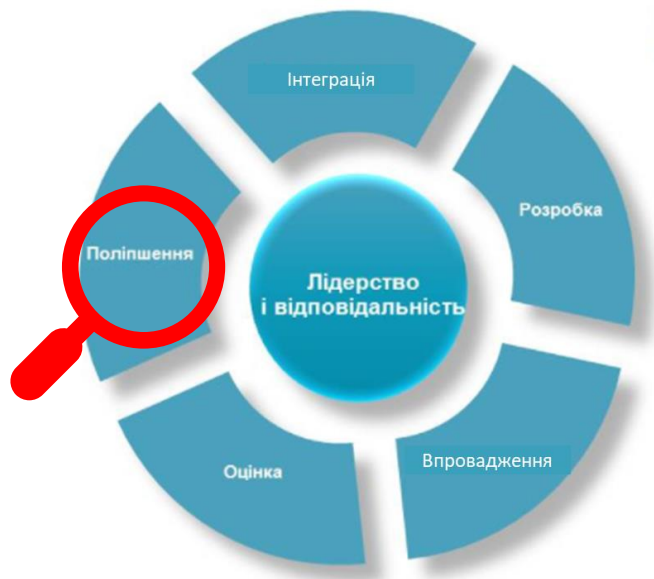 Інтеграція
Розробка
Поліпшення
Лідерство
і відповідальність
Впровадження
Оцінка